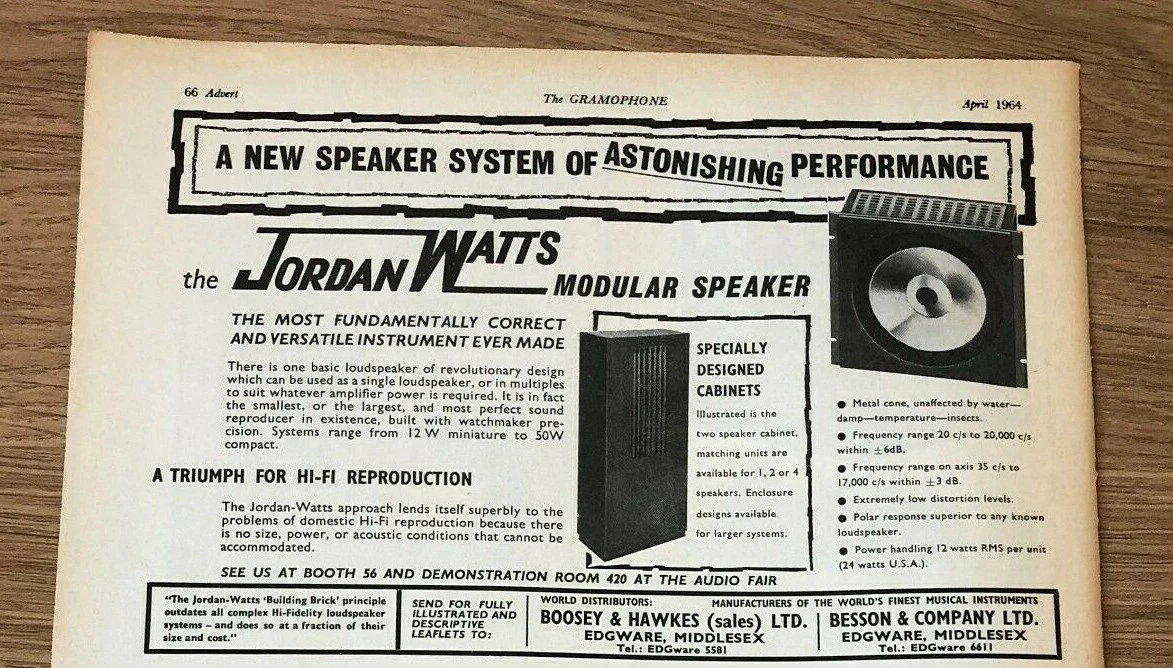 66 Advert
The GRAMOPHONE
April 1964
A NEW SPEAKER SYSTEM OF ASTONISHING PERFORMANCE
the JORDAN WATTS MODULAR SPEAKER
THE MOST FUNDAMENTALLY CORRECT
AND VERSATILE INSTRUMENT EVER MADE
There is one basic loudspeaker of revolutionary design
which can be used as a single loudspeaker, or in multiples
to suit whatever amplifier power is required. It is in fact
the smallest, or the largest, and most perfect sound
reproducer in existence, built with watchmaker pre-
cision. Systems range from 12 W miniature to 50W
compact.
A TRIUMPH FOR HI-FI REPRODUCTION
The Jordan-Watts approach lends itself superbly to the
problems of domestic Hi-Fi reproduction because there
is no size, power, or acoustic conditions that cannot be
accommodated.
SPECIALLY
DESIGNED
CABINETS
Illustrated is the
two speaker cabinet,
matching units are
available for 1, 2 or 4
speakers. Enclosure
designs available
for larger systems.
● Metal cone, unaffected by water—
damp—temperature—insects.
● Frequency range 20 c/s to 20,000 c/s
within ±6dB.
● Frequency range on axis 35 c/s to
17,000 c/s within ±3 dB.
● Extremely low distortion levels.
● Polar response superior to any known
loudspeaker.
● Power handling 12 watts RMS per unit
(24 watts U.S.A.).
SEE US AT BOOTH 56 AND DEMONSTRATION ROOM 420 AT THE AUDIO FAIR
"The Jordan-Watts 'Building Brick' principle
outdates all complex Hi-Fidelity loudspeaker
systems – and does so at a fraction of their
size and cost."
SEND FOR FULLY
ILLUSTRATED AND
DESCRIPTIVE
LEAFLETS TO:
WORLD DISTRIBUTORS:
MANUFACTURERS OF THE WORLD'S FINEST MUSICAL INSTRUMENTS
BOOSEY & HAWKES (sales) LTD.
EDGWARE, MIDDLESEX
Tel.: EDGware 5581
BESSON & COMPANY LTD.
EDGWARE, MIDDLESEX
Tel.: EDGware 6611